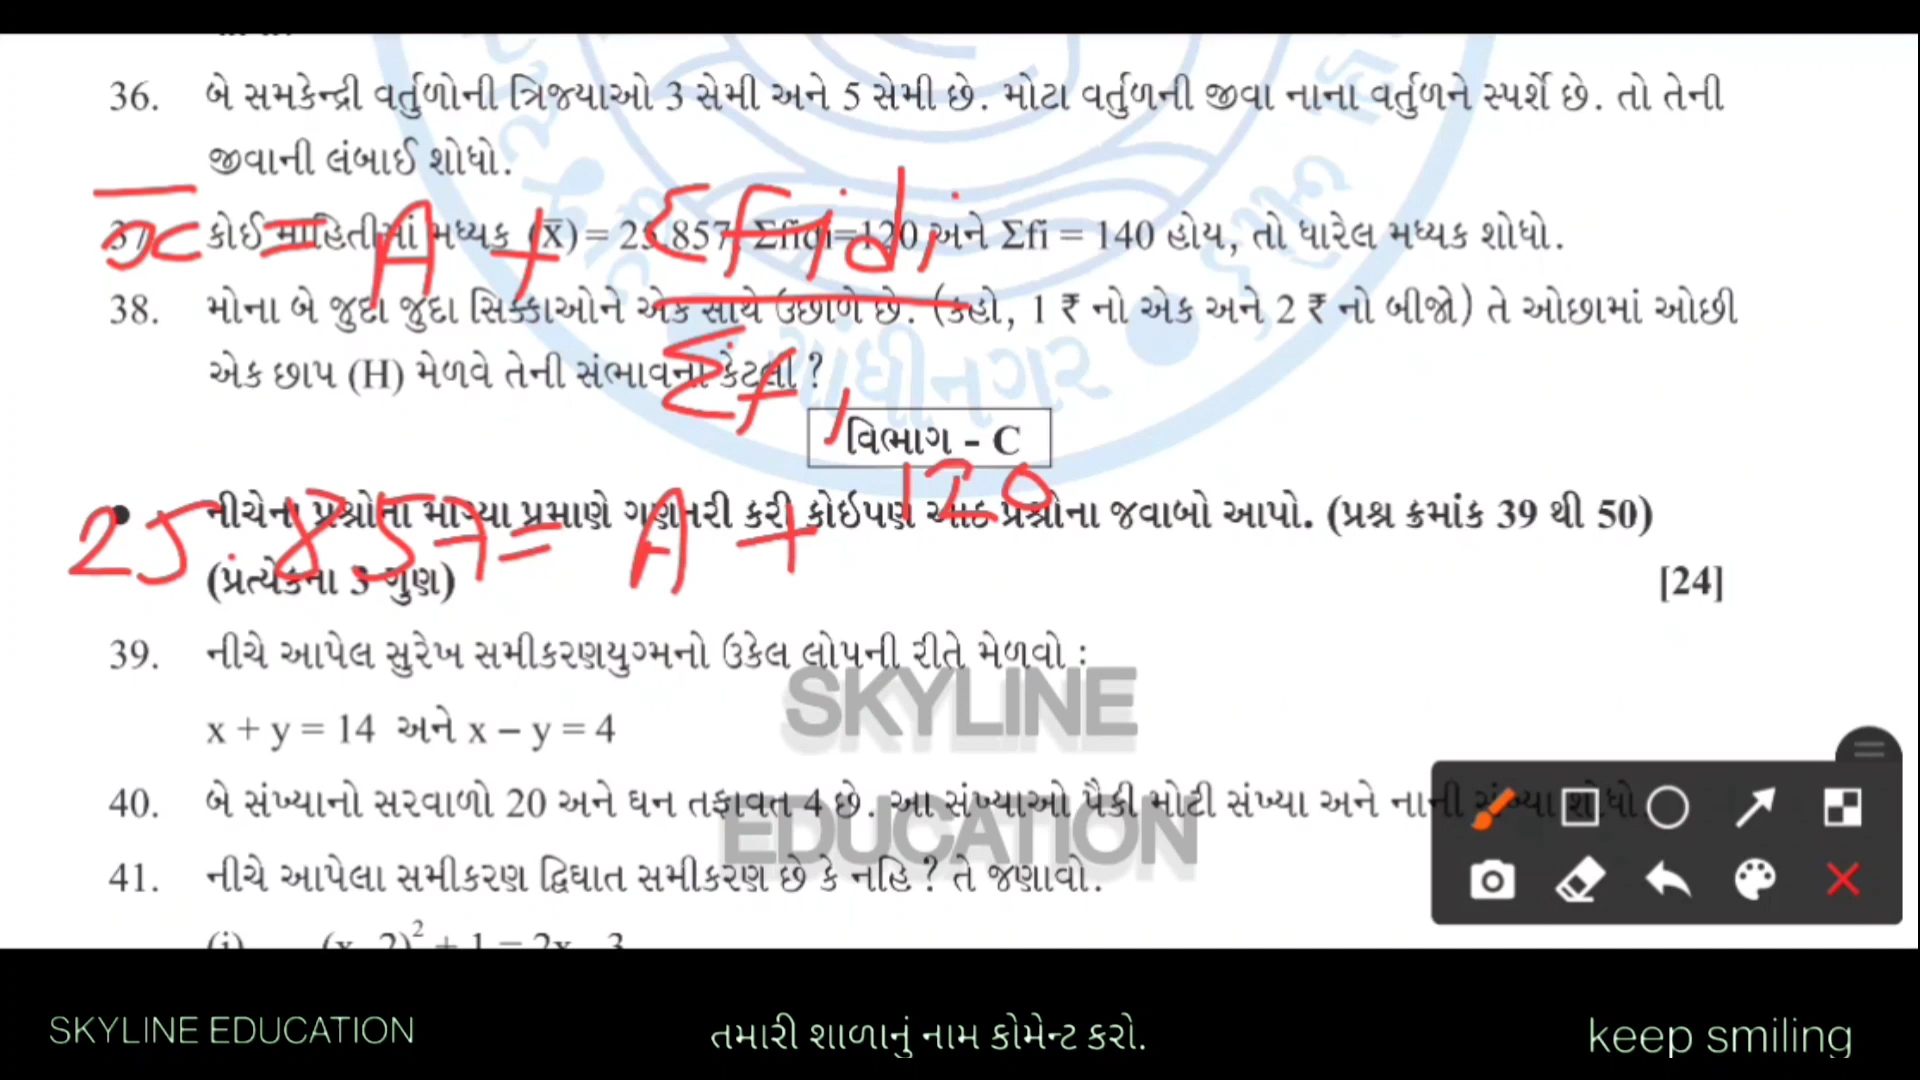 36. બે સમકેન્દ્રી વર્તુળોની ત્રિજ્યાઓ 3 સેમી અને 5 સેમી છે. મોટા વર્તુળની જીવા નાના વર્તુળને સ્પર્શે છે. તો તેની
જીવાની લંબાઈ શોધો.
37. કોઈ માહિતીમાં મધ્યક (x̅) = 25.857, Σfidi=120 અને Σfi = 140 હોય, તો ધારેલ મધ્યક શોધો.
x̅ = A + Σfidi
Σfi
38. મોના બે જુદા જુદા સિક્કાઓને એક સાથે ઉછાળે છે. (કહો, 1 ₹ નો એક અને 2 ₹ નો બીજો) તે ઓછામાં ઓછી
એક છાપ (H) મેળવે તેની સંભાવના કેટલી ?
વિભાગ - C
120
25.857 = A +
● નીચેના પ્રશ્નોના માગ્યા પ્રમાણે ગણતરી કરી કોઈપણ આઠ પ્રશ્નોના જવાબો આપો. (પ્રશ્ન ક્રમાંક 39 થી 50)
(પ્રત્યેકના 3 ગુણ) [24]
39. નીચે આપેલ સુરેખ સમીકરણયુગ્મનો ઉકેલ લોપની રીતે મેળવો :
x + y = 14 અને x – y = 4
40. બે સંખ્યાનો સરવાળો 20 અને ધન તફાવત 4 છે. આ સંખ્યાઓ પૈકી મોટી સંખ્યા અને નાની સંખ્યા શોધો.
41. નીચે આપેલા સમીકરણ દ્વિઘાત સમીકરણ છે કે નહિ ? તે જણાવો.
SKYLINE
EDUCATION
ગાંધીનગર
SKYLINE EDUCATION
તમારી શાળાનું નામ કોમેન્ટ કરો.
keep smiling